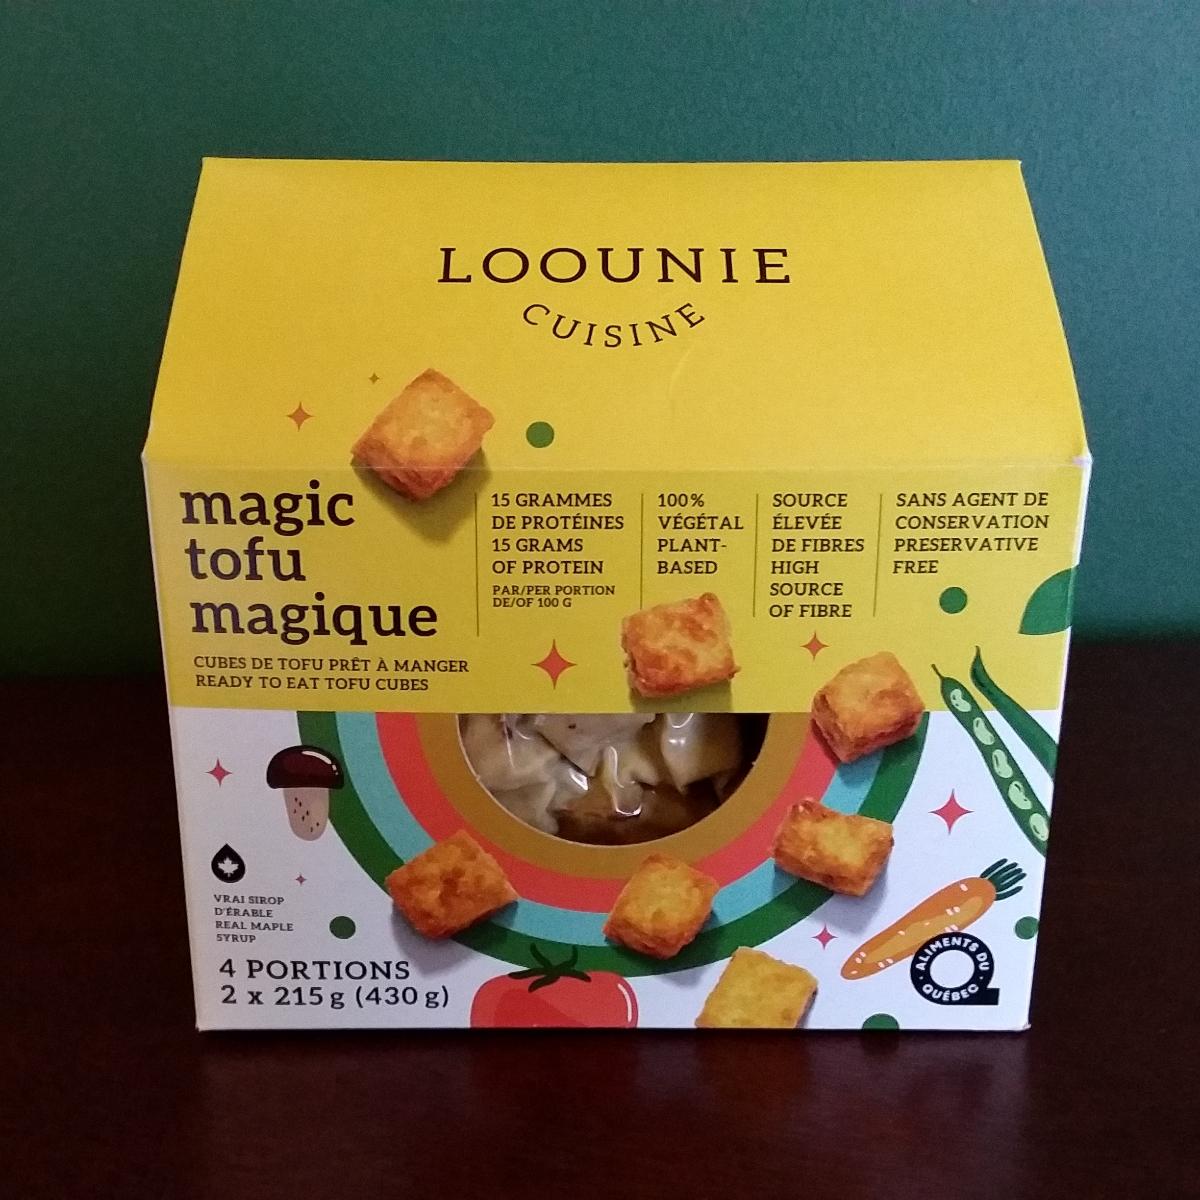 LOOUNIE
CUISINE
magic
tofu
magique
CUBES DE TOFU PRÊT À MANGER
READY TO EAT TOFU CUBES
15 GRAMMES
DE PROTÉINES
15 GRAMS
OF PROTEIN
PAR/PER PORTION
DE/OF 100 G
100%
VÉGÉTAL
PLANT-
BASED
SOURCE
ÉLEVÉE
DE FIBRES
HIGH
SOURCE
OF FIBRE
SANS AGENT DE
CONSERVATION
PRESERVATIVE
FREE
VRAI SIROP
D'ÉRABLE
REAL MAPLE
SYRUP
4 PORTIONS
2 x 215 g (430 g)
ALIMENTS DU
QUÉBEC